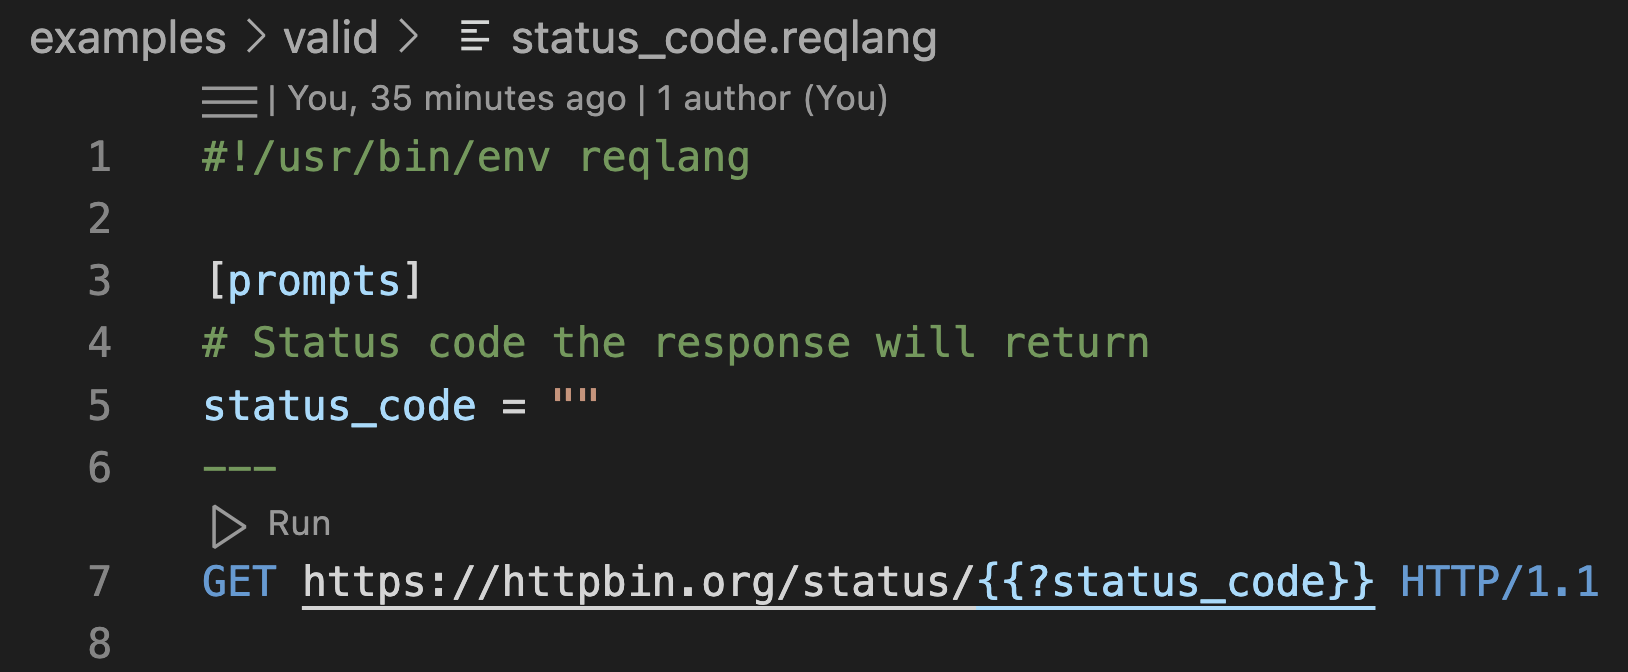 examples > valid > status_code.reqlang
| You, 35 minutes ago | 1 author (You)
1 #!/usr/bin/env reqlang
2
3 [prompts]
4 # Status code the response will return
5 status_code = ""
6 ---
Run
7 GET https://httpbin.org/status/{{?status_code}} HTTP/1.1
8